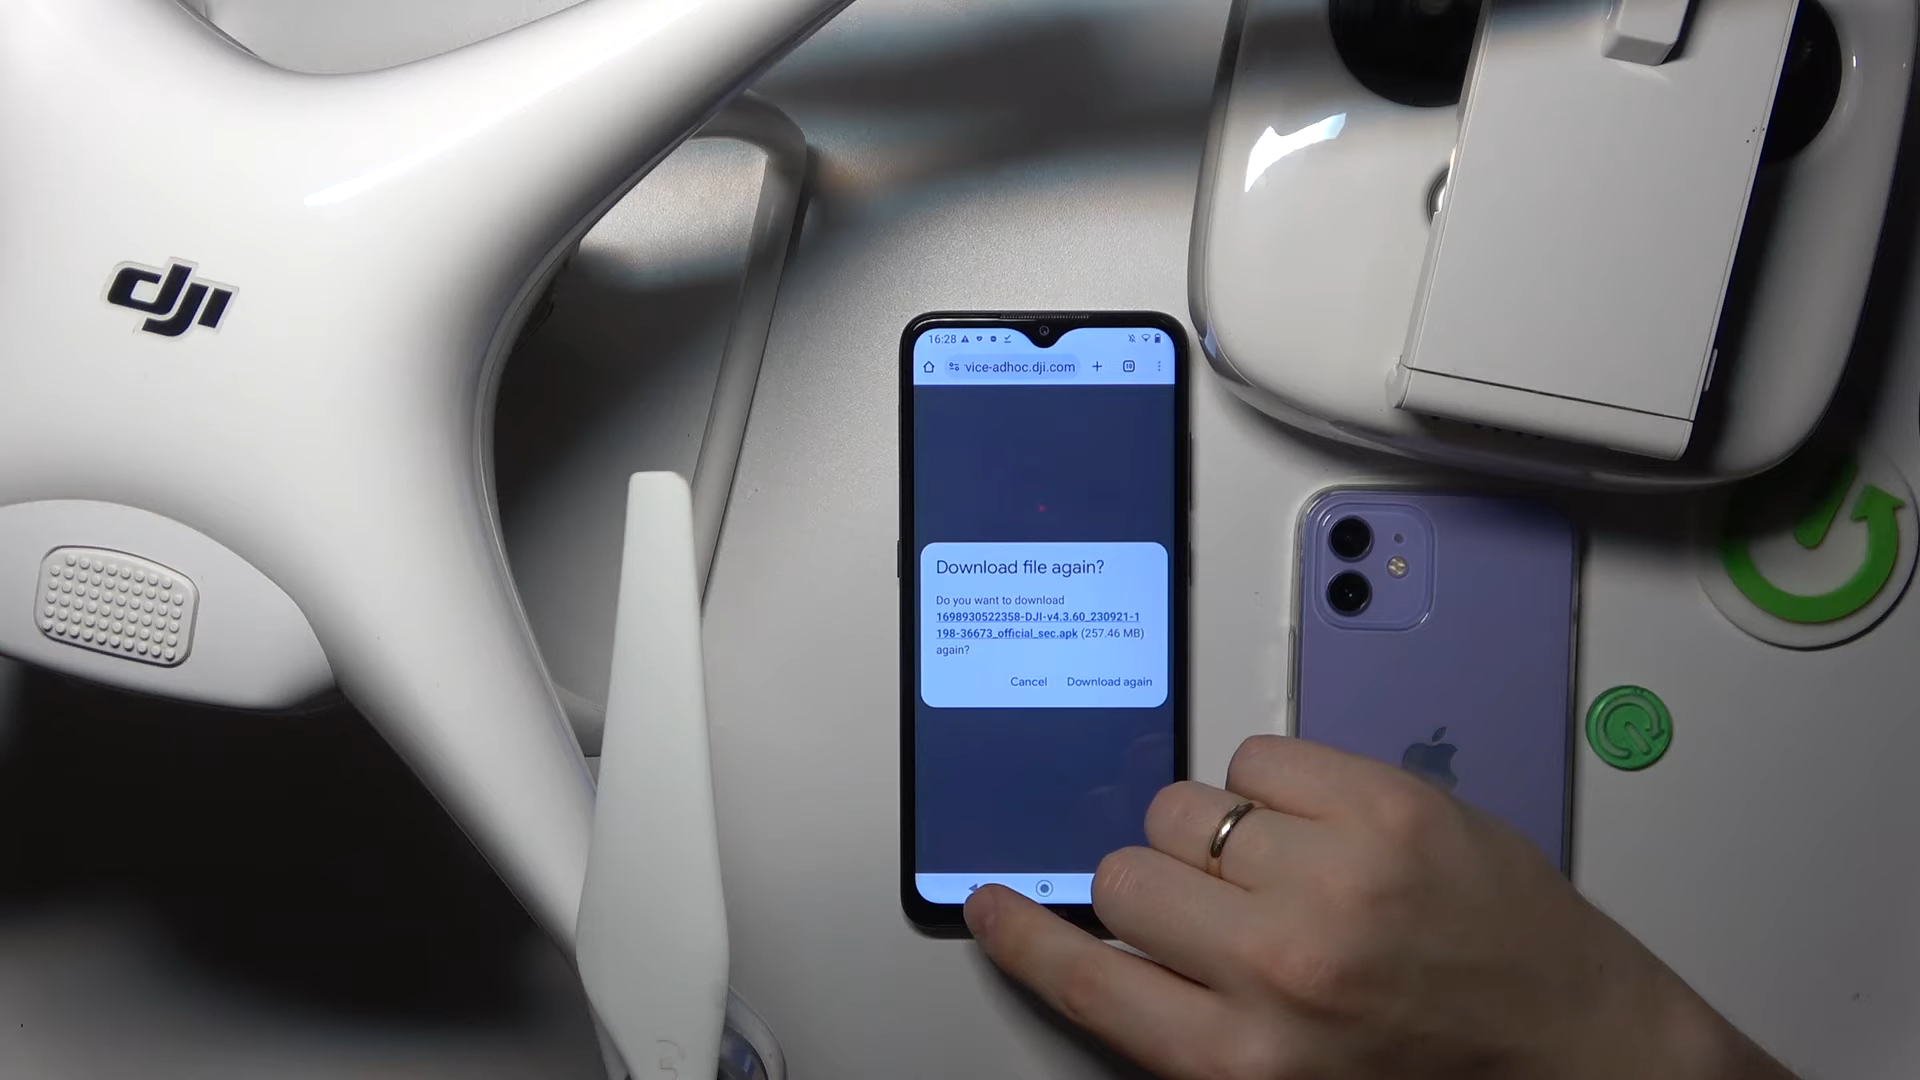 dji
16:28
vice-adhoc.dji.com
Download file again?
Do you want to download
1698930522358-DJI-v4.3.60_230921-1
198-36673_official_sec.apk (257.46 MB)
again?
Cancel Download again